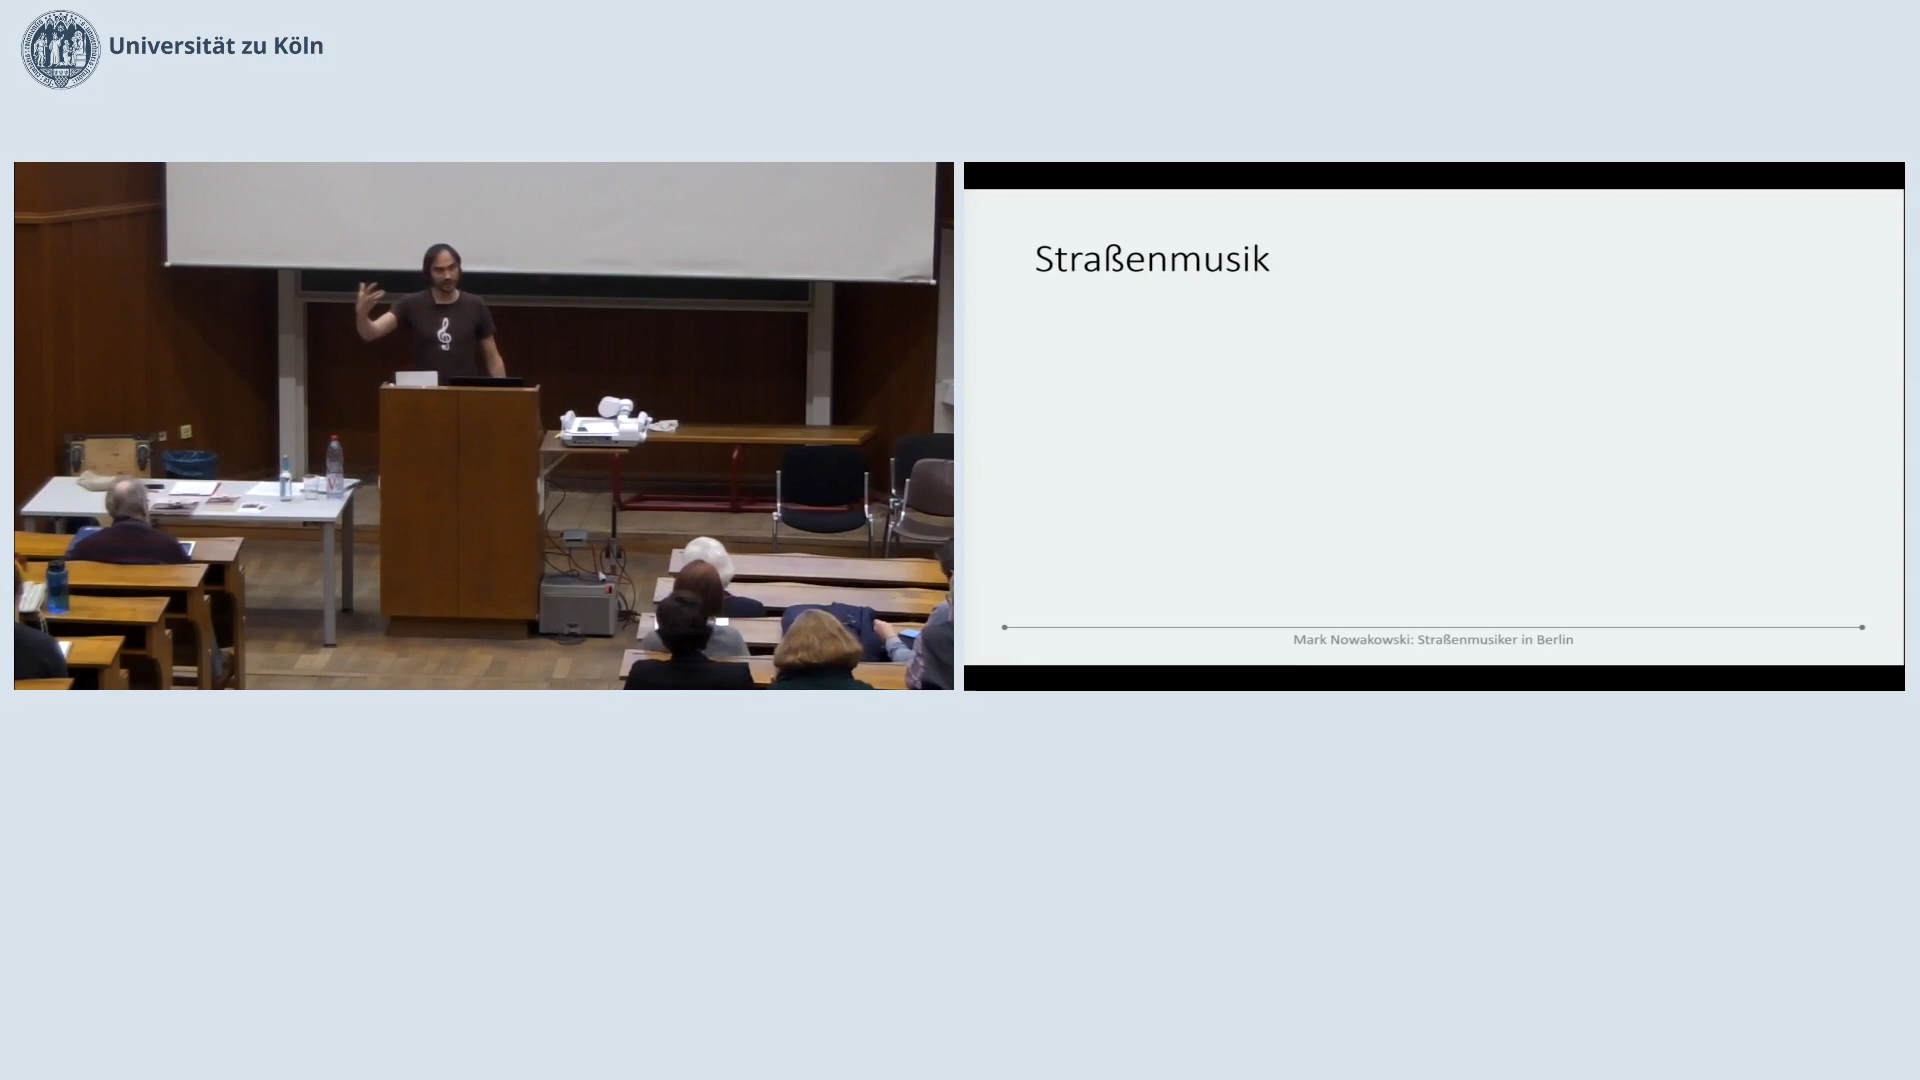 Universität zu Köln
Straßenmusik
Mark Nowakowski: Straßenmusiker in Berlin